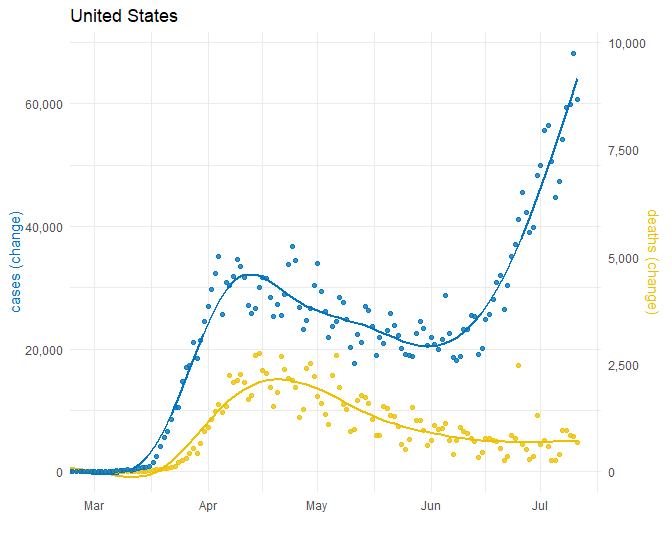 United States
10,000
60,000
7,500
cases (change)
40,000
5,000
deaths (change)
20,000
2,500
0
0
Mar
Apr
May
Jun
Jul